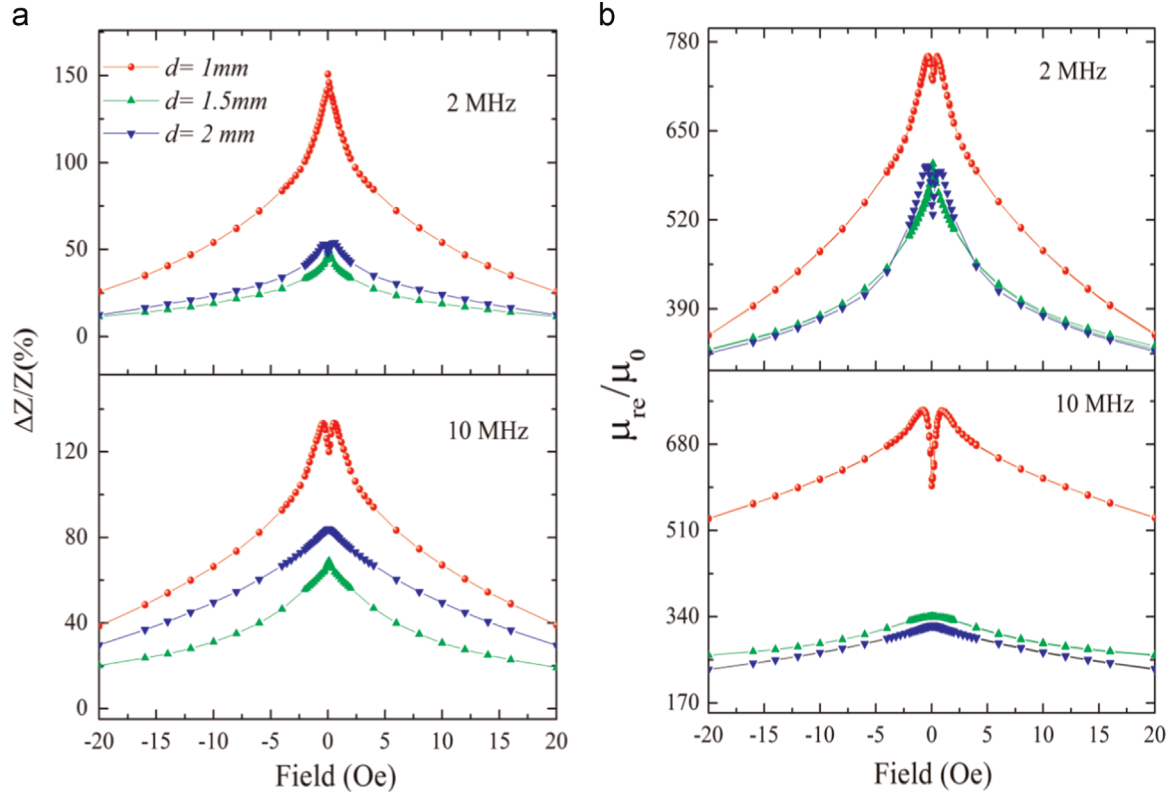 a
150
100
50
0
d= 1mm
d= 1.5mm
d= 2 mm
2 MHz
120
80
40
0
10 MHz
ΔZ/Z(%)
-20 -15 -10 -5 0 5 10 15 20
Field (Oe)
b
780
650
520
390
2 MHz
680
510
340
170
10 MHz
μre/μ0
-20 -15 -10 -5 0 5 10 15 20
Field (Oe)